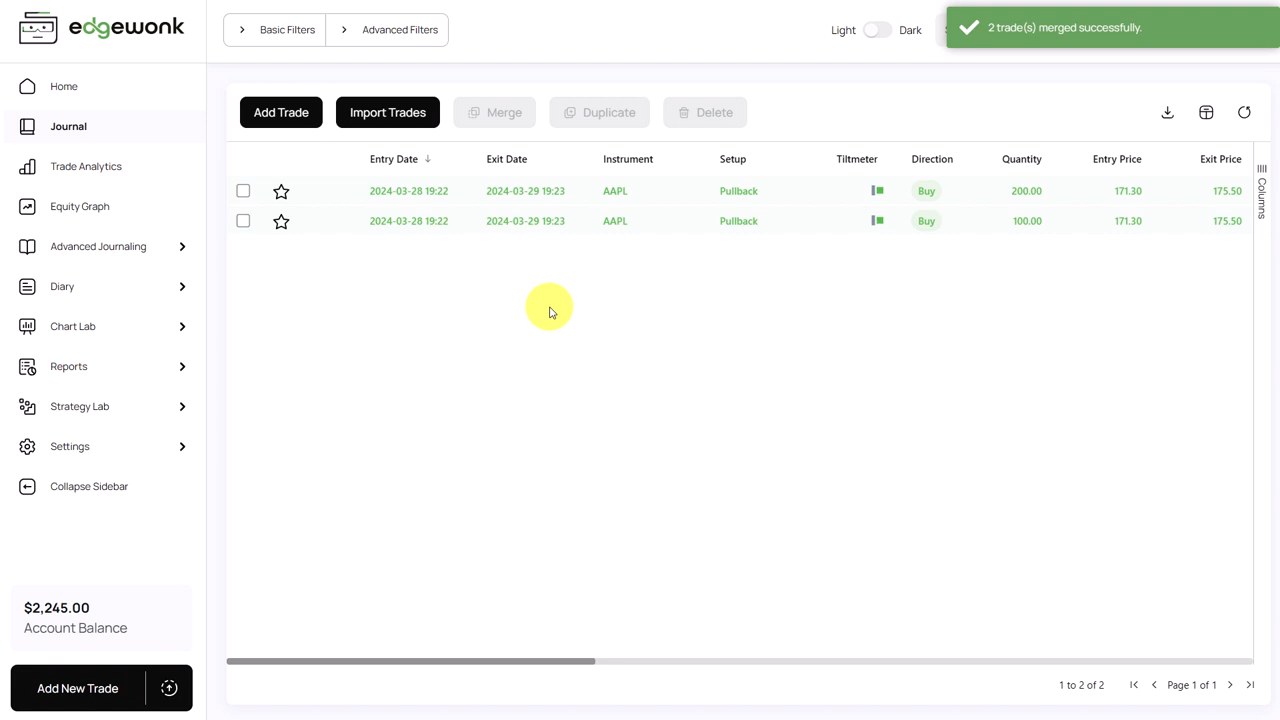 edgewonk
Basic Filters
Advanced Filters
Light
Dark
2 trade(s) merged successfully.
Home
Journal
Trade Analytics
Equity Graph
Advanced Journaling
Diary
Chart Lab
Reports
Strategy Lab
Settings
Collapse Sidebar
$2,245.00
Account Balance
Add New Trade
Add Trade
Import Trades
Merge
Duplicate
Delete
Entry Date Exit Date Instrument Setup Tiltmeter Direction Quantity Entry Price Exit Price
2024-03-28 19:22 2024-03-29 19:23 AAPL Pullback Buy 200.00 171.30 175.50
2024-03-28 19:22 2024-03-29 19:23 AAPL Pullback Buy 100.00 171.30 175.50
Columns
1 to 2 of 2
Page 1 of 1